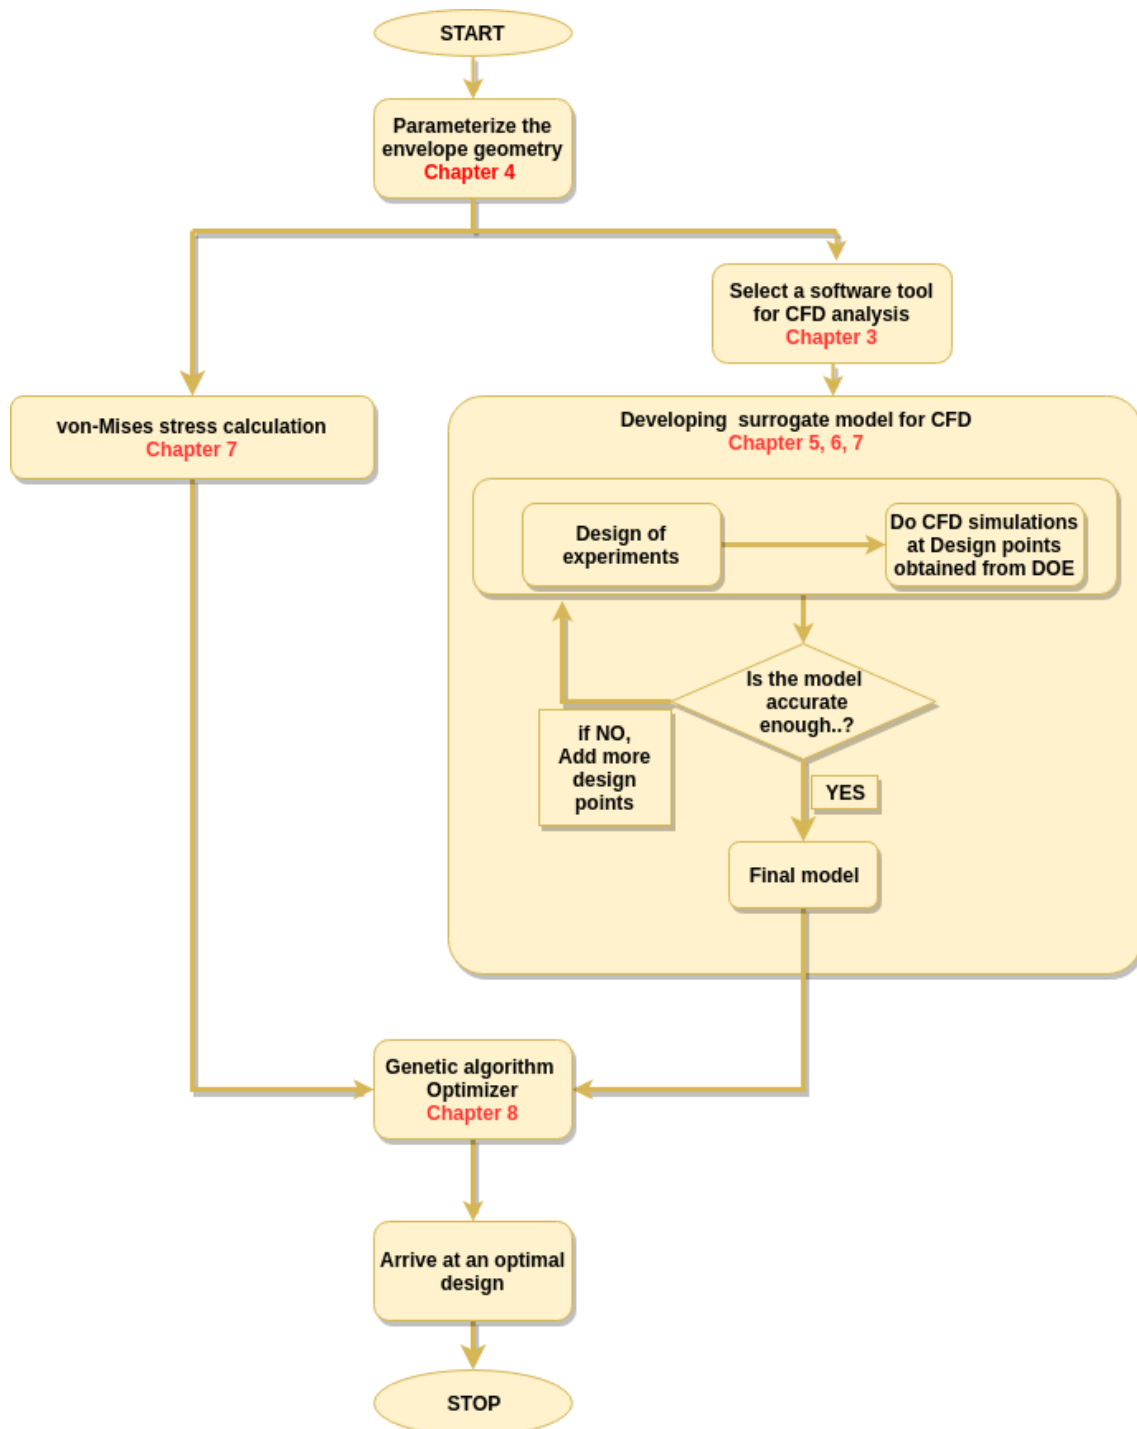 START
Parameterize the
envelope geometry
Chapter 4
Select a software tool
for CFD analysis
Chapter 3
von-Mises stress calculation
Chapter 7
Developing surrogate model for CFD
Chapter 5, 6, 7
Design of
experiments
Do CFD simulations
at Design points
obtained from DOE
Is the model
accurate
enough..?
if NO,
Add more
design
points
YES
Final model
Genetic algorithm
Optimizer
Chapter 8
Arrive at an optimal
design
STOP